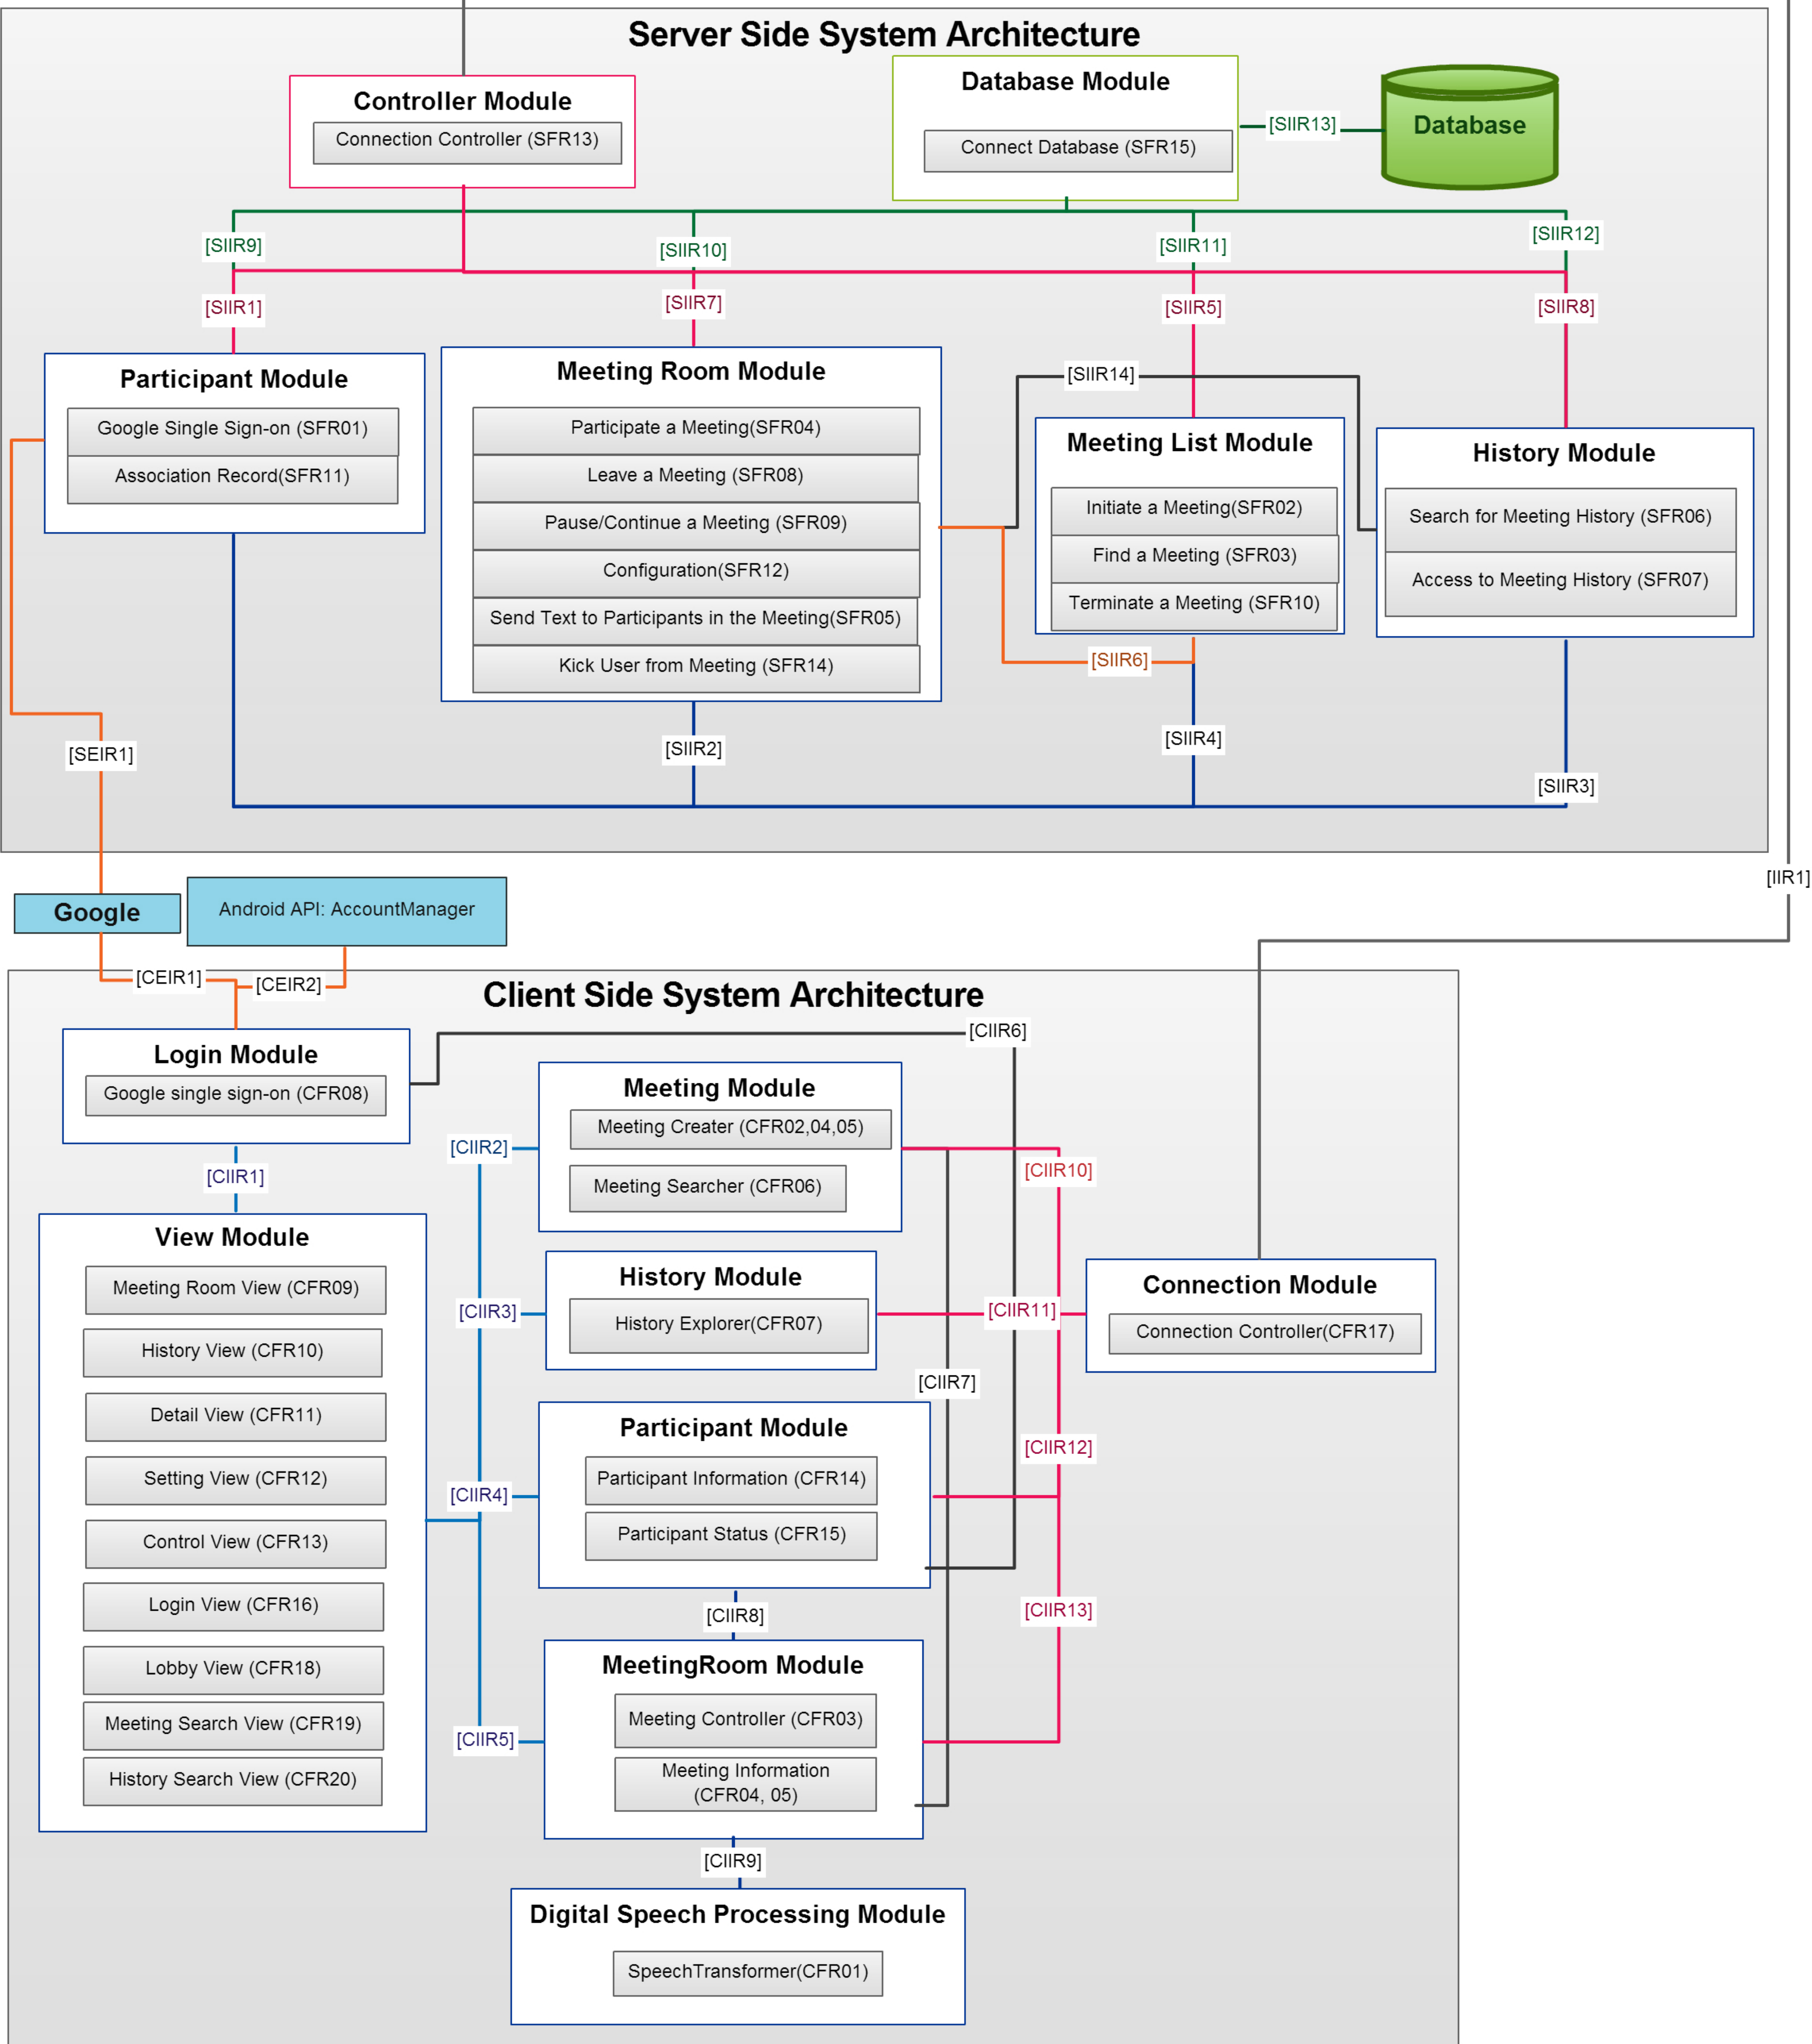 Server Side System Architecture
Controller Module
Connection Controller (SFR13)
Database Module
Connect Database (SFR15)
[SIIR13]
Database
[SIIR9]
[SIIR10]
[SIIR11]
[SIIR12]
[SIIR1]
[SIIR7]
[SIIR5]
[SIIR8]
Participant Module
Google Single Sign-on (SFR01)
Association Record(SFR11)
Meeting Room Module
Participate a Meeting(SFR04)
Leave a Meeting (SFR08)
Pause/Continue a Meeting (SFR09)
Configuration(SFR12)
Send Text to Participants in the Meeting(SFR05)
Kick User from Meeting (SFR14)
[SIIR14]
Meeting List Module
Initiate a Meeting(SFR02)
Find a Meeting (SFR03)
Terminate a Meeting (SFR10)
History Module
Search for Meeting History (SFR06)
Access to Meeting History (SFR07)
[SIIR6]
[SEIR1]
[SIIR2]
[SIIR4]
[SIIR3]
[IIR1]
Google
Android API: AccountManager
[CEIR1]
[CEIR2]
Client Side System Architecture
Login Module
Google single sign-on (CFR08)
[CIIR6]
[CIIR1]
View Module
Meeting Room View (CFR09)
History View (CFR10)
Detail View (CFR11)
Setting View (CFR12)
Control View (CFR13)
Login View (CFR16)
Lobby View (CFR18)
Meeting Search View (CFR19)
History Search View (CFR20)
[CIIR2]
[CIIR3]
[CIIR4]
[CIIR5]
Meeting Module
Meeting Creater (CFR02,04,05)
Meeting Searcher (CFR06)
History Module
History Explorer(CFR07)
Participant Module
Participant Information (CFR14)
Participant Status (CFR15)
[CIIR8]
MeetingRoom Module
Meeting Controller (CFR03)
Meeting Information
(CFR04, 05)
[CIIR9]
Digital Speech Processing Module
SpeechTransformer(CFR01)
[CIIR10]
[CIIR11]
[CIIR7]
[CIIR12]
[CIIR13]
Connection Module
Connection Controller(CFR17)